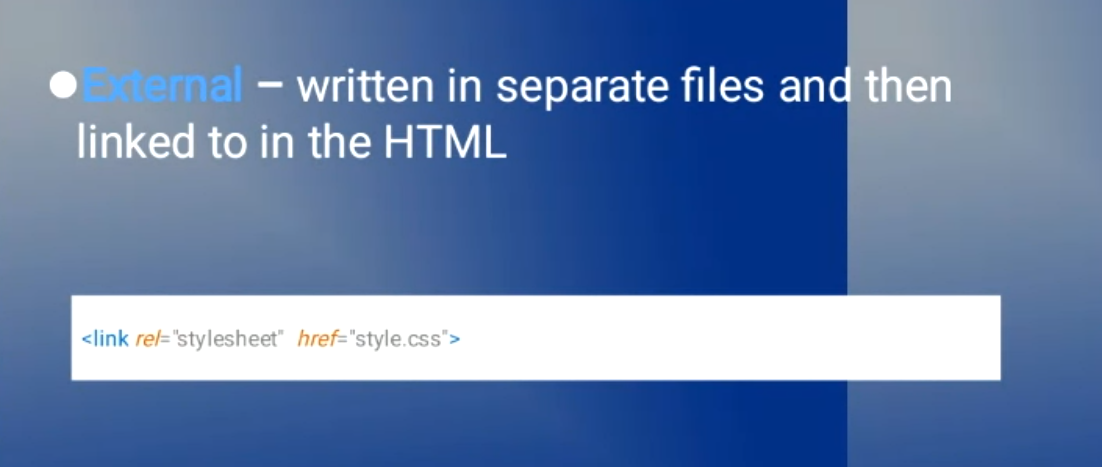 ●External – written in separate files and then
linked to in the HTML
<link rel="stylesheet" href="style.css">